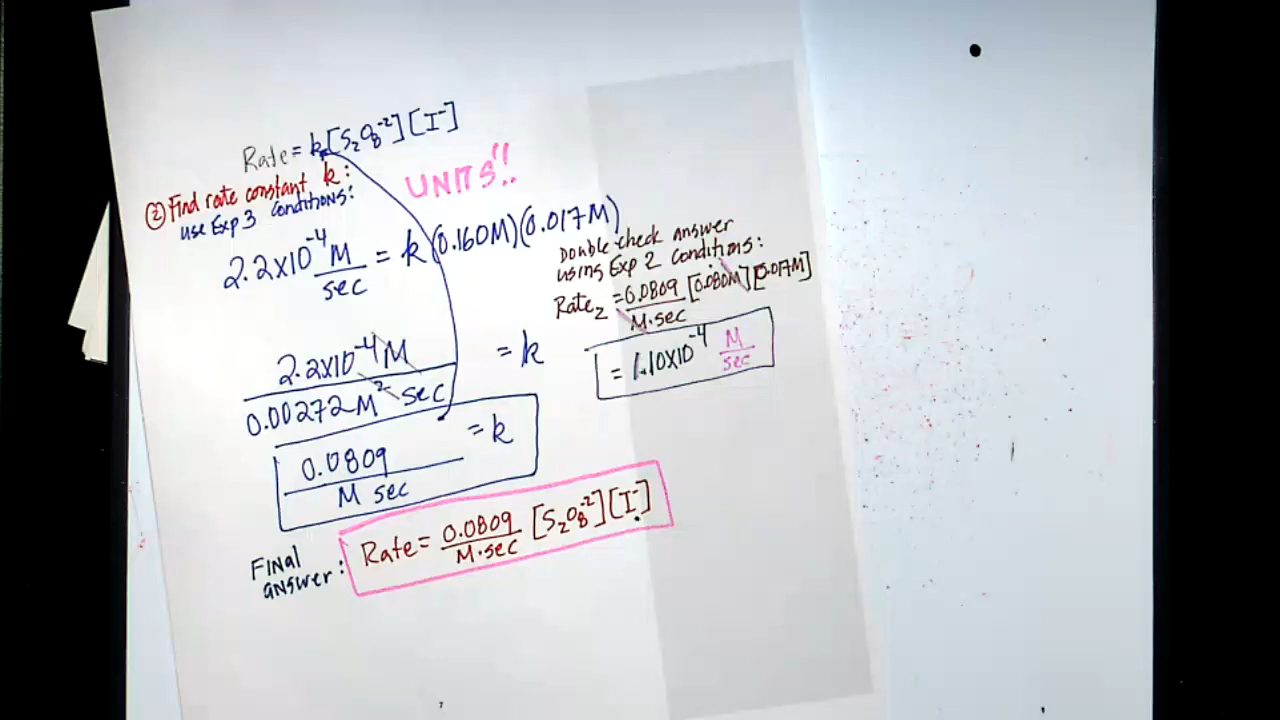 Rate = k[S₂O₈⁻²][I⁻]
UNITS!!
② Find rate constant k:
use Exp 3 conditions:
2.2x10⁻⁴ M/sec = k(0.160M)(0.017M)
2.2x10⁻⁴ M / 0.00272 M² sec = k
0.0809 / M sec = k
Double check answer
using Exp 2 conditions:
Rate₂ = 0.0809 / M·sec [0.080M][0.017M]
= 1.10x10⁻⁴ M/sec
Final
answer:
Rate = 0.0809 / M·sec [S₂O₈⁻²][I⁻]